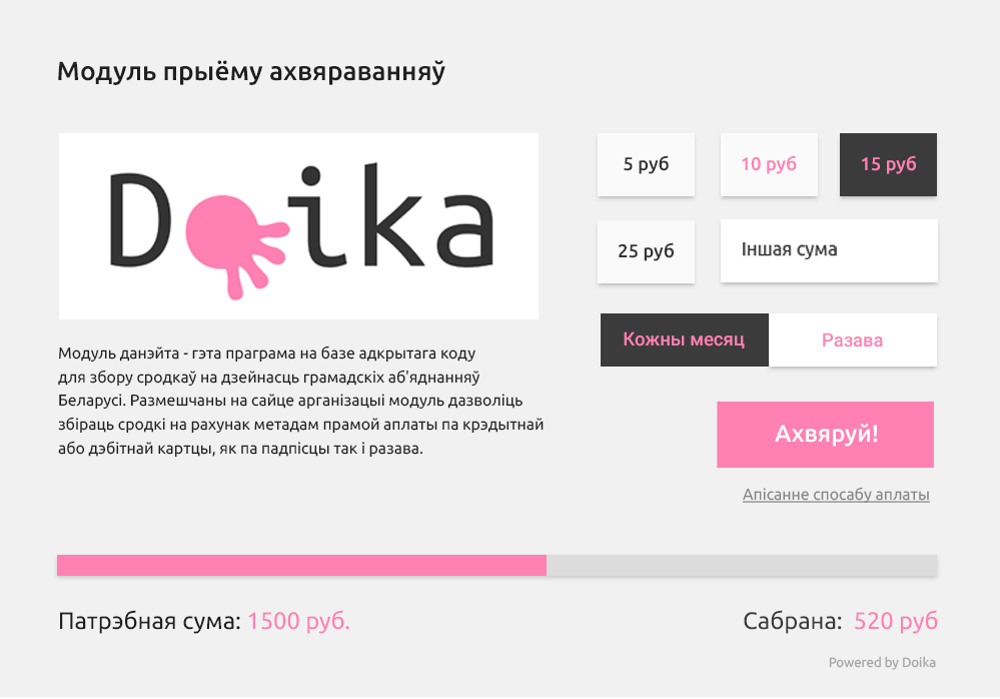 Модуль прыёму ахвяраванняў
Doika
Модуль данэйта - гэта праграма на базе адкрытага коду
для збору сродкаў на дзейнасць грамадскіх аб'яднанняў
Беларусі. Размешчаны на сайце арганізацыі модуль дазволіць
збіраць сродкі на рахунак метадам прямой аплаты па крэдытнай
або дэбітнай картцы, як па падпісцы так і разава.
5 руб
10 руб
15 руб
25 руб
Іншая сума
Кожны месяц
Разава
Ахвяруй!
Апісанне спосабу аплаты
Патрэбная сума: 1500 руб.
Сабрана: 520 руб
Powered by Doika